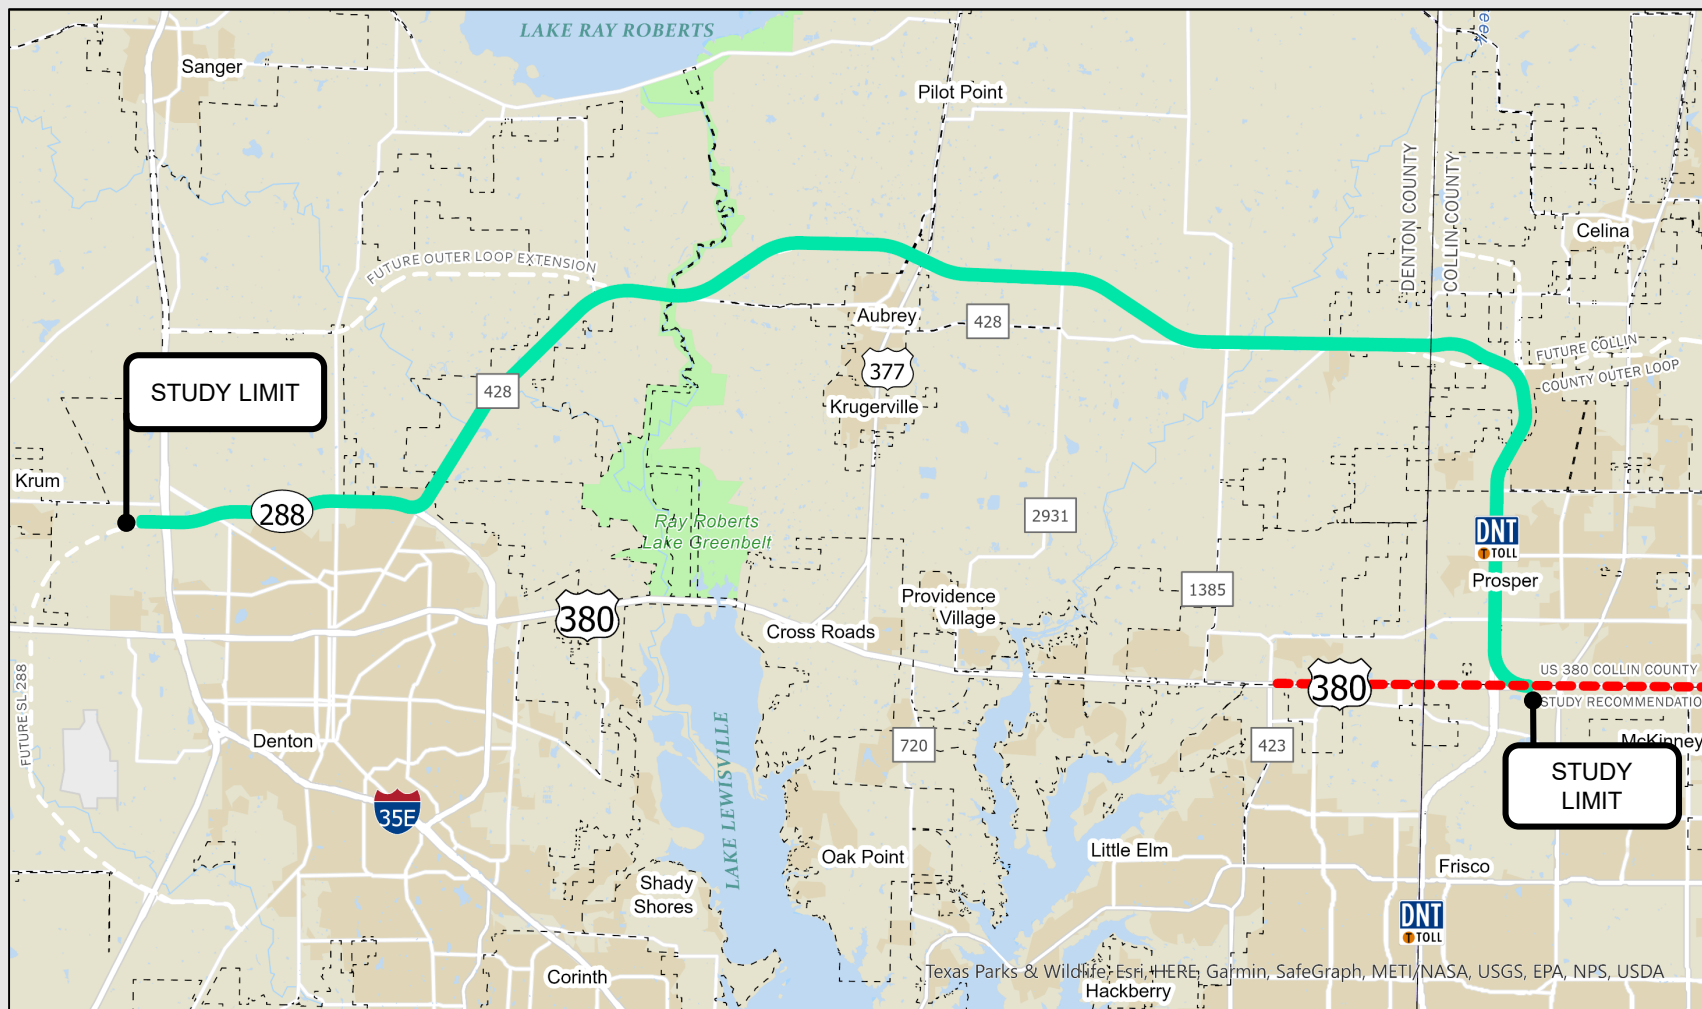 LAKE RAY ROBERTS
eek
Sanger
Pilot Point
DENTON COUNTY
COLLIN COUNTY
Celina
FUTURE OUTER LOOP EXTENSION
Aubrey
428
377
FUTURE COLLIN
COUNTY OUTER LOOP
STUDY LIMIT
428
Krugerville
Krum
288
Ray Roberts
Lake Greenbelt
2931
DNT
T TOLL
Prosper
380
Providence
Village
1385
Cross Roads
US 380 COLLIN COUNTY
380
STUDY RECOMMENDATIO
FUTURE SL 288
Denton
LAKE LEWISVILLE
720
423
McKinney
STUDY
LIMIT
35E
Oak Point
Little Elm
Frisco
Shady
Shores
DNT
T TOLL
Corinth
Texas Parks & Wildlife, Esri, HERE, Garmin, SafeGraph, METI/NASA, USGS, EPA, NPS, USDA
Hackberry